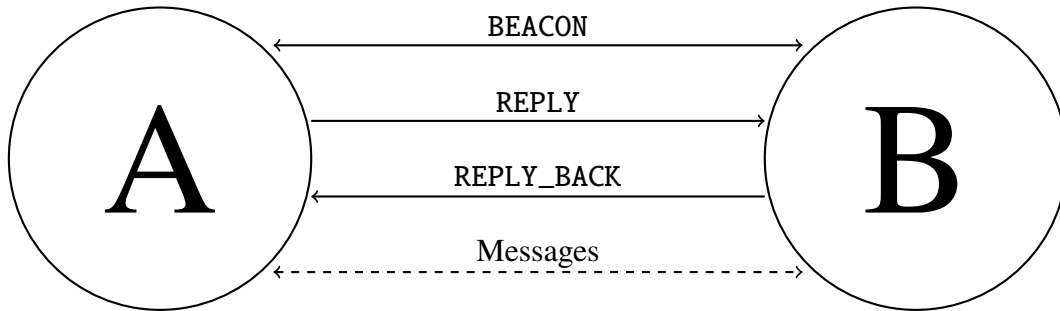 BEACON
REPLY
A
B
REPLY_BACK
Messages